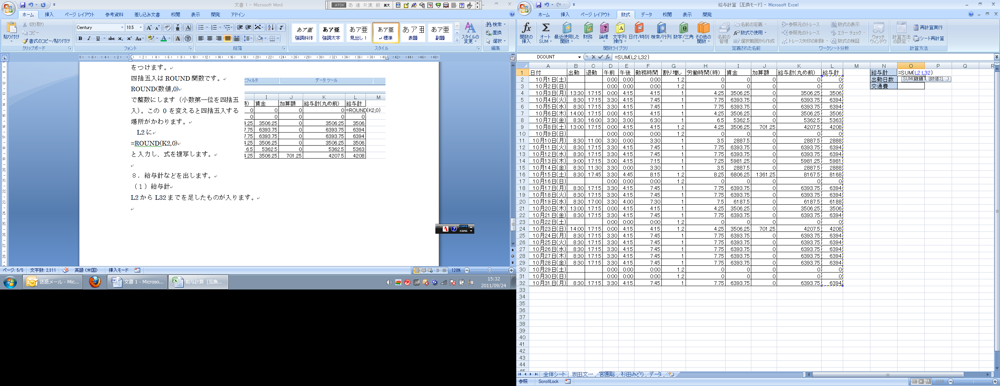 文書 1 - Microsoft Word
ATOK あ 連 R漢 般 英大
ホーム 挿入 ページ レイアウト 参考資料 差し込み文書 校閲 表示 開発 アドイン
貼り付け
切り取り
コピー
書式のコピー/貼り付け
クリップボード
Century 10.5
フォント
段落
あア亜 強調斜体
あア亜 強調太字
あア亜 見出し 1
あア亜 標準
あア亜 表題
あア亜 副題
スタイルの変更
スタイル
検索
置換
選択
編集
をつけます。
四捨五入は ROUND 関数です。
ROUND(数値,0)
で整数にします（小数第一位を四捨五
入）。この 0 を変えると四捨五入する
場所がかわります。
L2 に
=ROUND(K2,0)
と入力し、式を複写します。
８．給与計などを出します。
（１）給与計
L2 から L32 までを足したものが入ります。
とフィルタ データ ツール
I J K L M
時) 賃金 加算額 給与計(丸め前) 給与計
0 0 0 0 =ROUND(K2,0)
0 0 0 0 0
4.25 3506.25 0 3506.25 3506
7.75 6393.75 0 6393.75 6394
7.75 6393.75 0 6393.75 6394
4.25 3506.25 0 3506.25 3506
6.5 5362.5 0 5362.5 5363
4.25 3506.25 701.25 4207.5 4208
CAPS
KANA
ページ: 5/5 文字数: 2,311 英語 (米国) 挿入モード 120%
迷惑メール - Mic...
文書 1 - Microso...
給与計算 [互換...
15:32
2011/09/24
給与計算 [互換モード] - Microsoft Excel
ホーム 挿入 ページ レイアウト 数式 データ 校閲 表示 開発
関数の挿入
オート SUM
最近使用した関数
財務
論理
文字列操作
日付/時刻
検索/行列
数学/三角
その他の関数
関数ライブラリ
名前の管理
名前の定義
数式で使用
選択範囲から作成
定義された名前
参照元のトレース
参照先のトレース
トレース矢印の削除
数式の表示
エラー チェック
数式の検証
ウォッチ ウィンドウ
ワークシート分析
計算方法の設定
再計算実行
シート再計算
計算方法
DCOUNT =SUM(L2:L32)
A B C D E F G H I J K L M N O P Q R
1 日付 出勤 退勤 午前 午後 勤務時間 割り増し 労働時間(時) 賃金 加算額 給与計(丸め前) 給与計 給与計 =SUM(L2:L32)
2 10月1日(土) 0:00 0:00 0:00 1.2 0 0 0 0 0 出勤日数 SUM(数値1, [数値2], ...)
3 10月2日(日) 0:00 0:00 0:00 1.2 0 0 0 0 0 交通費
4 10月3日(月) 13:30 17:15 0:00 4:15 4:15 1 4.25 3506.25 0 3506.25 3506
5 10月4日(火) 8:30 17:15 3:30 4:15 7:45 1 7.75 6393.75 0 6393.75 6394
6 10月5日(水) 8:30 17:15 3:30 4:15 7:45 1 7.75 6393.75 0 6393.75 6394
7 10月6日(木) 14:00 17:15 0:00 4:15 4:15 1 4.25 3506.25 0 3506.25 3506
8 10月7日(金) 8:30 16:00 3:30 3:00 6:30 1 6.5 5362.5 0 5362.5 5363
9 10月8日(土) 13:00 17:15 0:00 4:15 4:15 1.2 4.25 3506.25 701.25 4207.5 4208
10 10月9日(日) 0:00 0:00 0:00 1.2 0 0 0 0 0
11 10月10日(月) 8:30 11:00 3:30 0:00 3:30 1 3.5 2887.5 0 2887.5 2888
12 10月11日(火) 8:30 17:15 3:30 4:15 7:45 1 7.75 6393.75 0 6393.75 6394
13 10月12日(水) 8:30 17:15 3:30 4:15 7:45 1 7.75 6393.75 0 6393.75 6394
14 10月13日(木) 9:00 17:15 3:00 4:15 7:15 1 7.25 5981.25 0 5981.25 5981
15 10月14日(金) 8:30 11:30 3:30 0:00 3:30 1 3.5 2887.5 0 2887.5 2888
16 10月15日(土) 8:30 17:45 3:30 4:45 8:15 1.2 8.25 6806.25 1361.25 8167.5 8168
17 10月16日(日) 0:00 0:00 0:00 1.2 0 0 0 0 0
18 10月17日(月) 8:30 17:15 3:30 4:15 7:45 1 7.75 6393.75 0 6393.75 6394
19 10月18日(火) 8:30 17:15 3:30 4:15 7:45 1 7.75 6393.75 0 6393.75 6394
20 10月19日(水) 8:30 17:00 3:30 4:00 7:30 1 7.5 6187.5 0 6187.5 6188
21 10月20日(木) 13:00 17:15 0:00 4:15 4:15 1 4.25 3506.25 0 3506.25 3506
22 10月21日(金) 8:30 17:15 3:30 4:15 7:45 1 7.75 6393.75 0 6393.75 6394
23 10月22日(土) 0:00 0:00 0:00 1.2 0 0 0 0 0
24 10月23日(日) 14:00 17:15 0:00 4:15 4:15 1.2 4.25 3506.25 701.25 4207.5 4208
25 10月24日(月) 8:30 17:15 3:30 4:15 7:45 1 7.75 6393.75 0 6393.75 6394
26 10月25日(火) 8:30 17:15 3:30 4:15 7:45 1 7.75 6393.75 0 6393.75 6394
27 10月26日(水) 8:30 17:15 3:30 4:15 7:45 1 7.75 6393.75 0 6393.75 6394
28 10月27日(木) 8:30 17:15 3:30 4:15 7:45 1 7.75 6393.75 0 6393.75 6394
29 10月28日(金) 8:30 17:15 3:30 4:15 7:45 1 7.75 6393.75 0 6393.75 6394
30 10月29日(土) 0:00 0:00 0:00 1.2 0 0 0 0 0
31 10月30日(日) 0:00 0:00 0:00 1.2 0 0 0 0 0
32 10月31日(月) 8:30 17:15 3:30 4:15 7:45 1 7.75 6393.75 0 6393.75 6394
33
34
35
36
37
38
39
40
41
42
43
44
45
全体シート 坂田文一 宮園聡 杉田みどり データ
参照 ScrollLock 100%